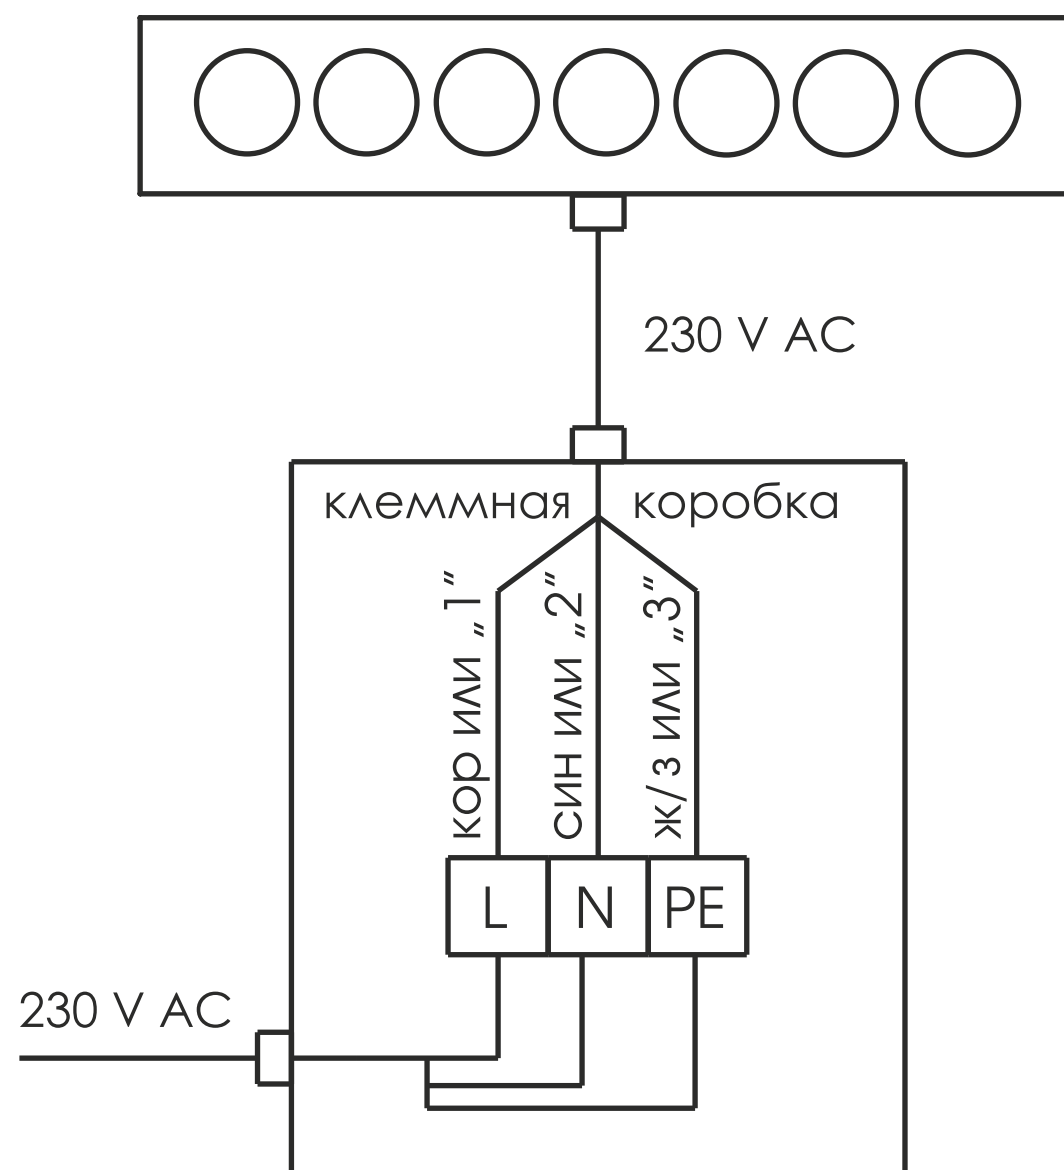 230 V AC
клеммная коробка
кор или „1”
син или „2”
ж/з или „3”
L N PE
230 V AC